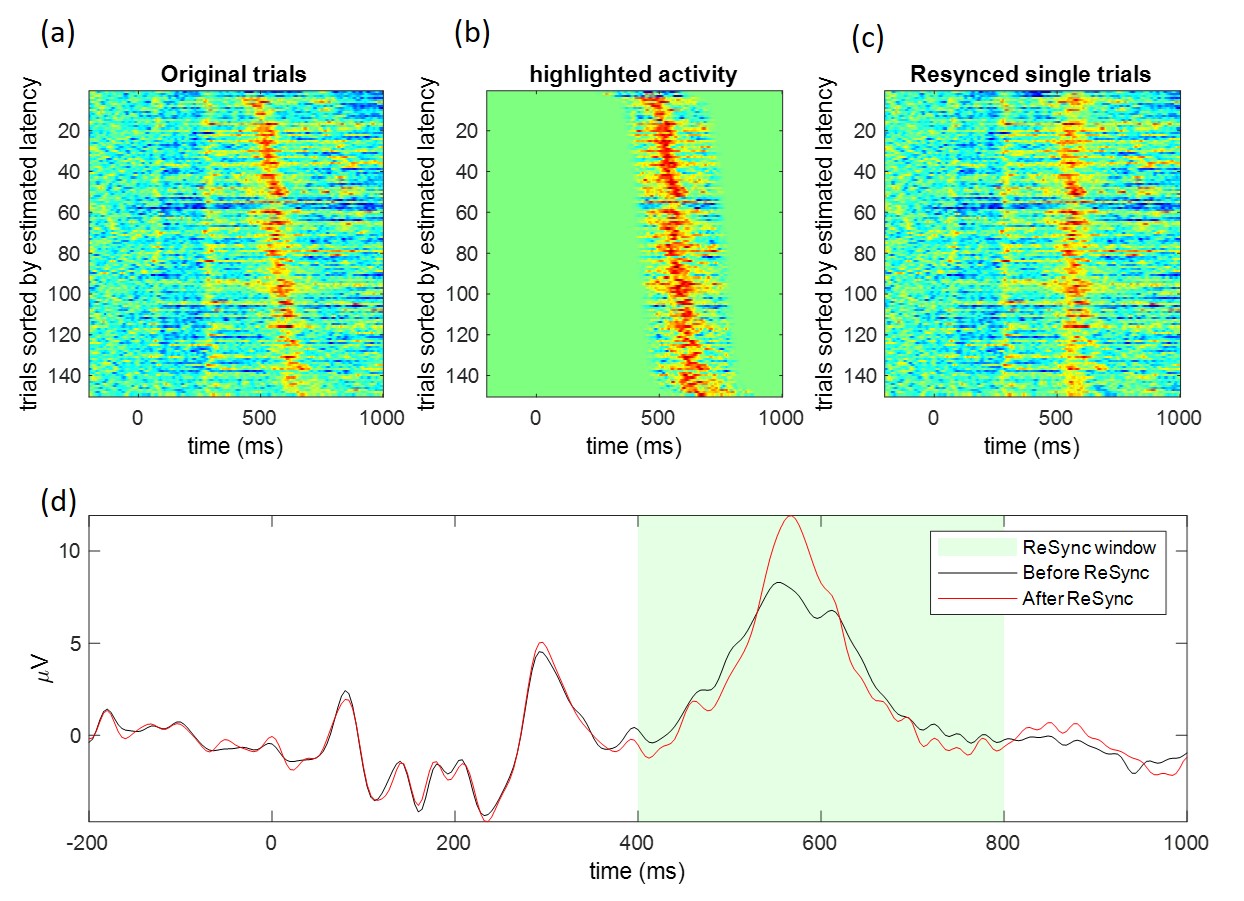 (a)
(b)
(c)
Original trials
highlighted activity
Resynced single trials
trials sorted by estimated latency
20
40
60
80
100
120
140
0
500
1000
time (ms)
trials sorted by estimated latency
20
40
60
80
100
120
140
0
500
1000
time (ms)
trials sorted by estimated latency
20
40
60
80
100
120
140
0
500
1000
time (ms)
(d)
μV
10
5
0
-200
0
200
400
600
800
1000
time (ms)
ReSync window
Before ReSync
After ReSync